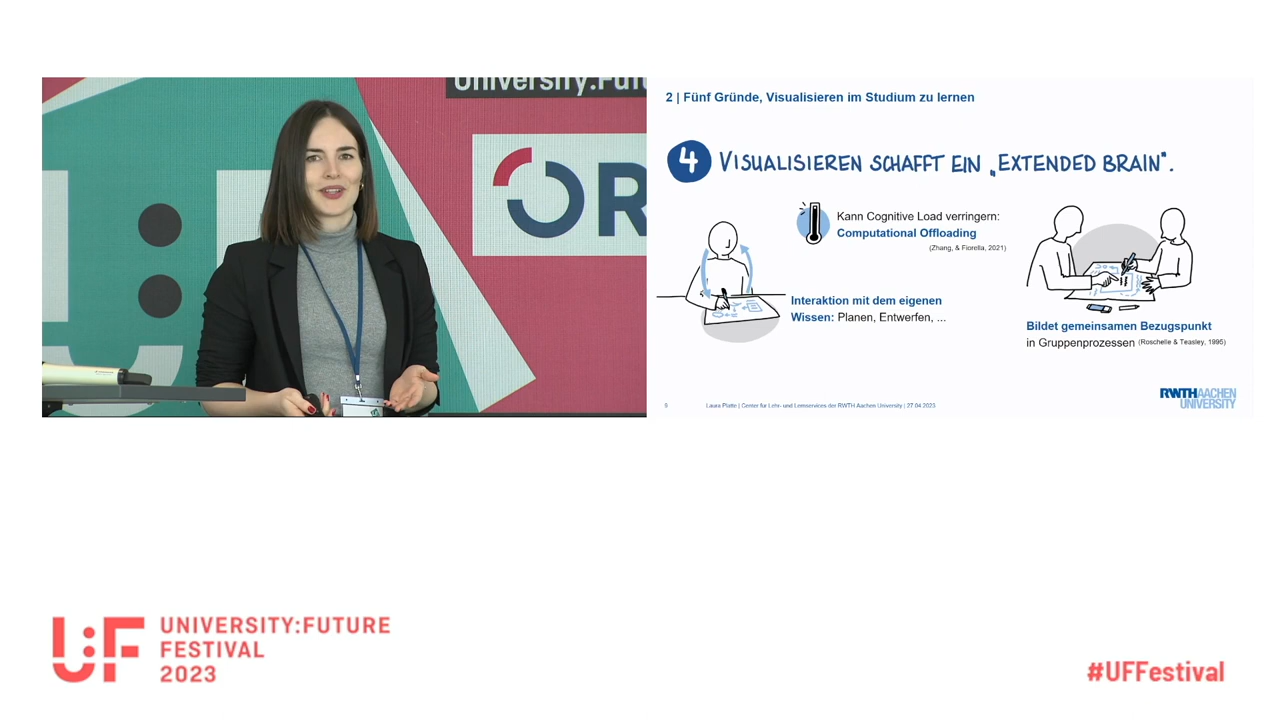 University:Futu
OR
2 | Fünf Gründe, Visualisieren im Studium zu lernen
4 VISUALISIEREN SCHAFFT EIN „EXTENDED BRAIN“.
Kann Cognitive Load verringern:
Computational Offloading
(Zhang, & Fiorella, 2021)
Interaktion mit dem eigenen
Wissen: Planen, Entwerfen, ...
Bildet gemeinsamen Bezugspunkt
in Gruppenprozessen (Roschelle & Teasley, 1995)
9 Laura Platte | Center für Lehr- und Lernservices der RWTH Aachen University | 27.04.2023
RWTHAACHEN
UNIVERSITY
U:F
UNIVERSITY:FUTURE
FESTIVAL
2023
#UFFestival